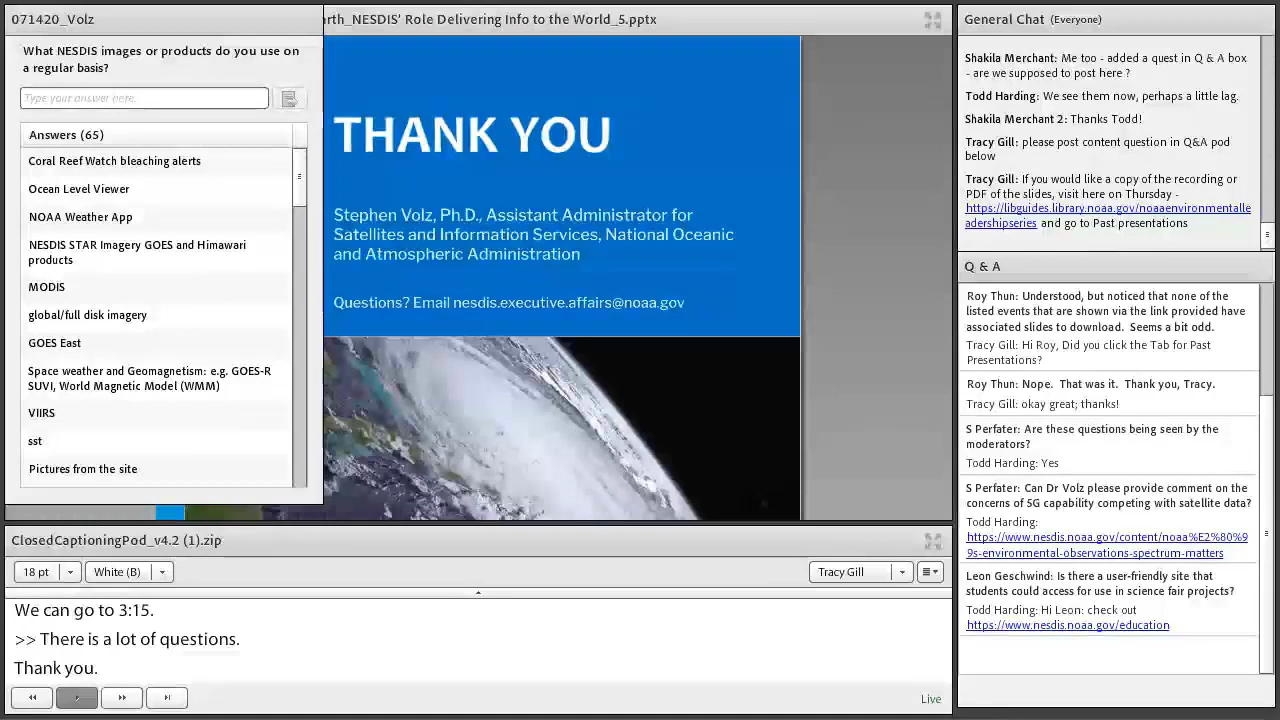 071420_Volz
What NESDIS images or products do you use on
a regular basis?
Type your answer here.
Answers (65)
Coral Reef Watch bleaching alerts
Ocean Level Viewer
NOAA Weather App
NESDIS STAR Imagery GOES and Himawari
products
MODIS
global/full disk imagery
GOES East
Space weather and Geomagnetism: e.g. GOES-R
SUVI, World Magnetic Model (WMM)
VIIRS
sst
Pictures from the site
arth_NESDIS' Role Delivering Info to the World_5.pptx
THANK YOU
Stephen Volz, Ph.D., Assistant Administrator for
Satellites and Information Services, National Oceanic
and Atmospheric Administration
Questions? Email nesdis.executive.affairs@noaa.gov
ClosedCaptioningPod_v4.2 (1).zip
18 pt
White (B)
Tracy Gill
We can go to 3:15.
>> There is a lot of questions.
Thank you.
Live
General Chat (Everyone)
Shakila Merchant: Me too - added a quest in Q & A box
- are we supposed to post here ?
Todd Harding: We see them now, perhaps a little lag.
Shakila Merchant 2: Thanks Todd!
Tracy Gill: please post content question in Q&A pod
below
Tracy Gill: If you would like a copy of the recording or
PDF of the slides, visit here on Thursday -
https://libguides.library.noaa.gov/noaaenvironmentalle
adershipseries and go to Past presentations
Q & A
Roy Thun: Understood, but noticed that none of the
listed events that are shown via the link provided have
associated slides to download.  Seems a bit odd.
Tracy Gill: Hi Roy, Did you click the Tab for Past
Presentations?
Roy Thun: Nope.  That was it.  Thank you, Tracy.
Tracy Gill: okay great; thanks!
S Perfater: Are these questions being seen by the
moderators?
Todd Harding: Yes
S Perfater: Can Dr Volz please provide comment on the
concerns of 5G capability competing with satellite data?
Todd Harding:
https://www.nesdis.noaa.gov/content/noaa%E2%80%9
9s-environmental-observations-spectrum-matters
Leon Geschwind: Is there a user-friendly site that
students could access for use in science fair projects?
Todd Harding: Hi Leon: check out
https://www.nesdis.noaa.gov/education